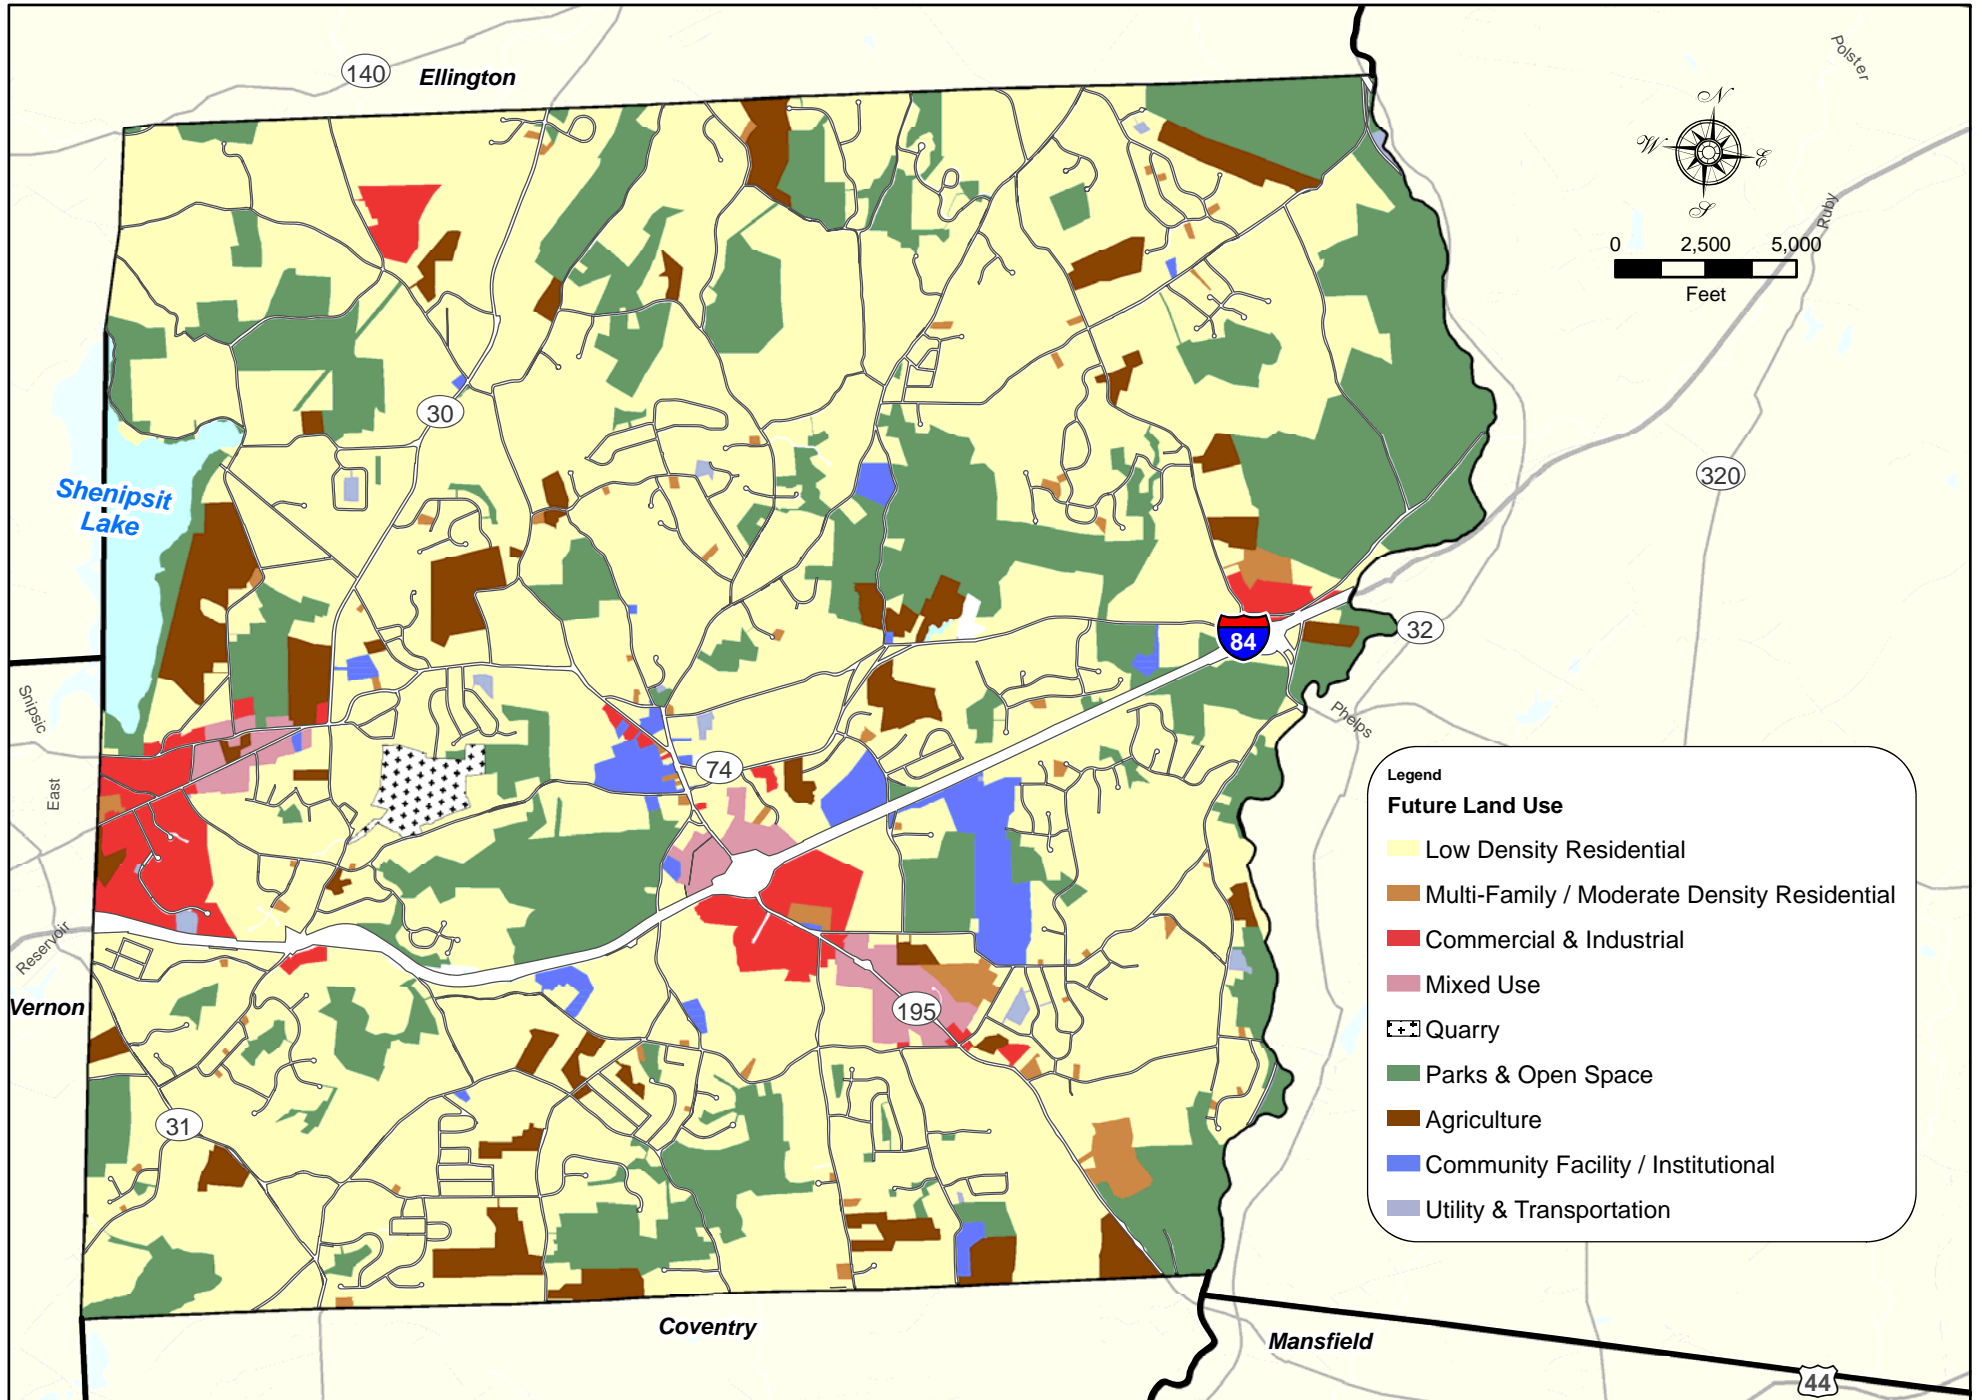 140
Ellington
Polster
N
W
E
S
0 2,500 5,000
Feet
Ruby
30
320
Shenipsit
Lake
84
32
Snipsic
Phelps
East
74
Legend
Future Land Use
Low Density Residential
Multi-Family / Moderate Density Residential
Commercial & Industrial
Mixed Use
Quarry
Parks & Open Space
Agriculture
Community Facility / Institutional
Utility & Transportation
Reservoir
Vernon
195
31
Coventry
Mansfield
44